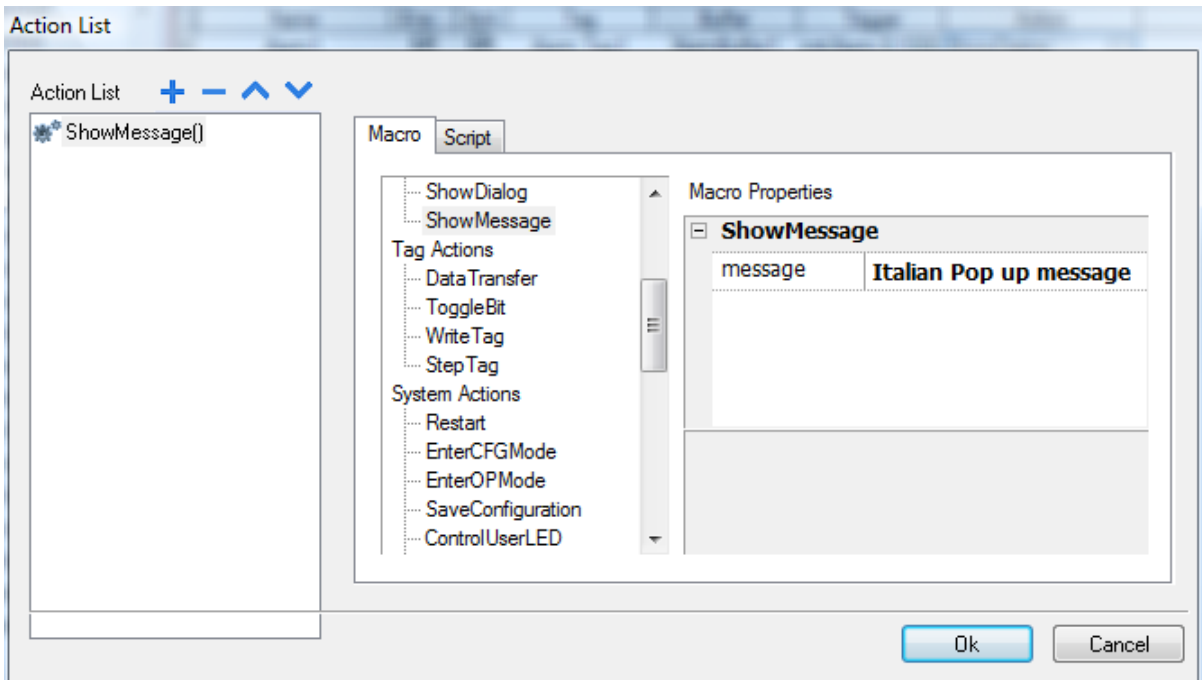 Action List
Action List
ShowMessage()
Macro
Script
ShowDialog
ShowMessage
Tag Actions
DataTransfer
ToggleBit
WriteTag
StepTag
System Actions
Restart
EnterCFGMode
EnterOPMode
SaveConfiguration
ControlUserLED
Macro Properties
ShowMessage
message Italian Pop up message
Ok
Cancel